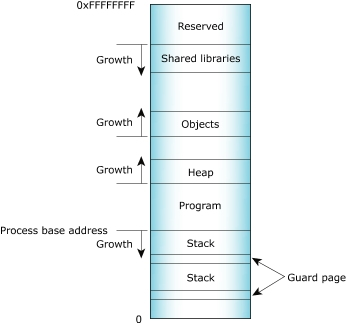 0xFFFFFFFF
Reserved
Growth
Shared libraries
Growth
Objects
Growth
Heap
Program
Process base address
Growth
Stack
Stack
Guard page
0